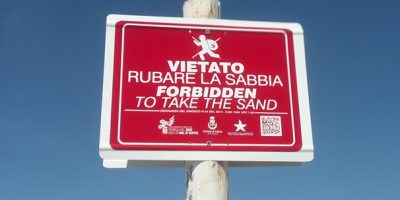 VIETATO
RUBARE LA SABBIA
FORBIDDEN
TO TAKE THE SAND